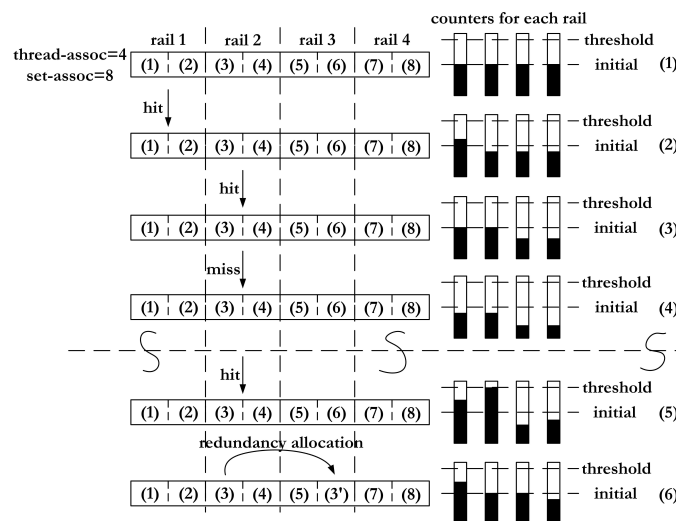 counters for each rail
rail 1 rail 2 rail 3 rail 4
thread-assoc=4
set-assoc=8
(1) (2) (3) (4) (5) (6) (7) (8)
threshold
initial (1)
hit
(1) (2) (3) (4) (5) (6) (7) (8)
threshold
initial (2)
hit
(1) (2) (3) (4) (5) (6) (7) (8)
threshold
initial (3)
miss
(1) (2) (3) (4) (5) (6) (7) (8)
threshold
initial (4)
hit
(1) (2) (3) (4) (5) (6) (7) (8)
threshold
initial (5)
redundancy allocation
(1) (2) (3) (4) (5) (3') (7) (8)
threshold
initial (6)